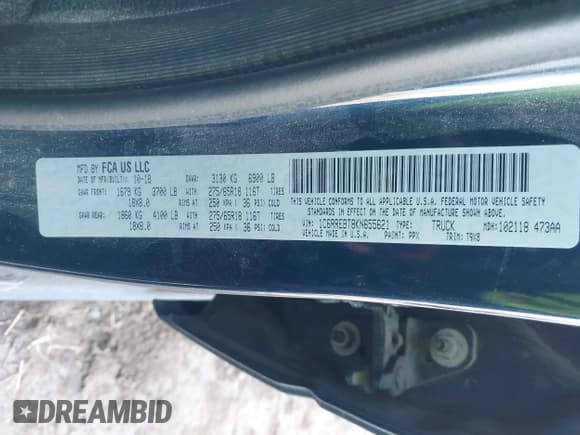 MFD BY FCA US LLC
DATE OF MFR/BUILT: 10-18 GVWR: 3130 KG 6900 LB
GAWR FRONT: 1679 KG 3700 LB WITH 275/65R18 116T TIRES
18X8.0 RIMS AT 250 KPA ( 36 PSI) COLD
GAWR REAR: 1860 KG 4100 LB WITH 275/65R18 116T TIRES
18X8.0 RIMS AT 250 KPA ( 36 PSI) COLD
THIS VEHICLE CONFORMS TO ALL APPLICABLE U.S.A. FEDERAL MOTOR VEHICLE SAFETY
STANDARDS IN EFFECT ON THE DATE OF MANUFACTURE SHOWN ABOVE.
VIN: 1C6RREBT8KN655621 TYPE: TRUCK MDH: 102118 473AA
VEHICLE MADE IN U.S.A. PAINT: PPX TRIM: T9X8
DREAMBID